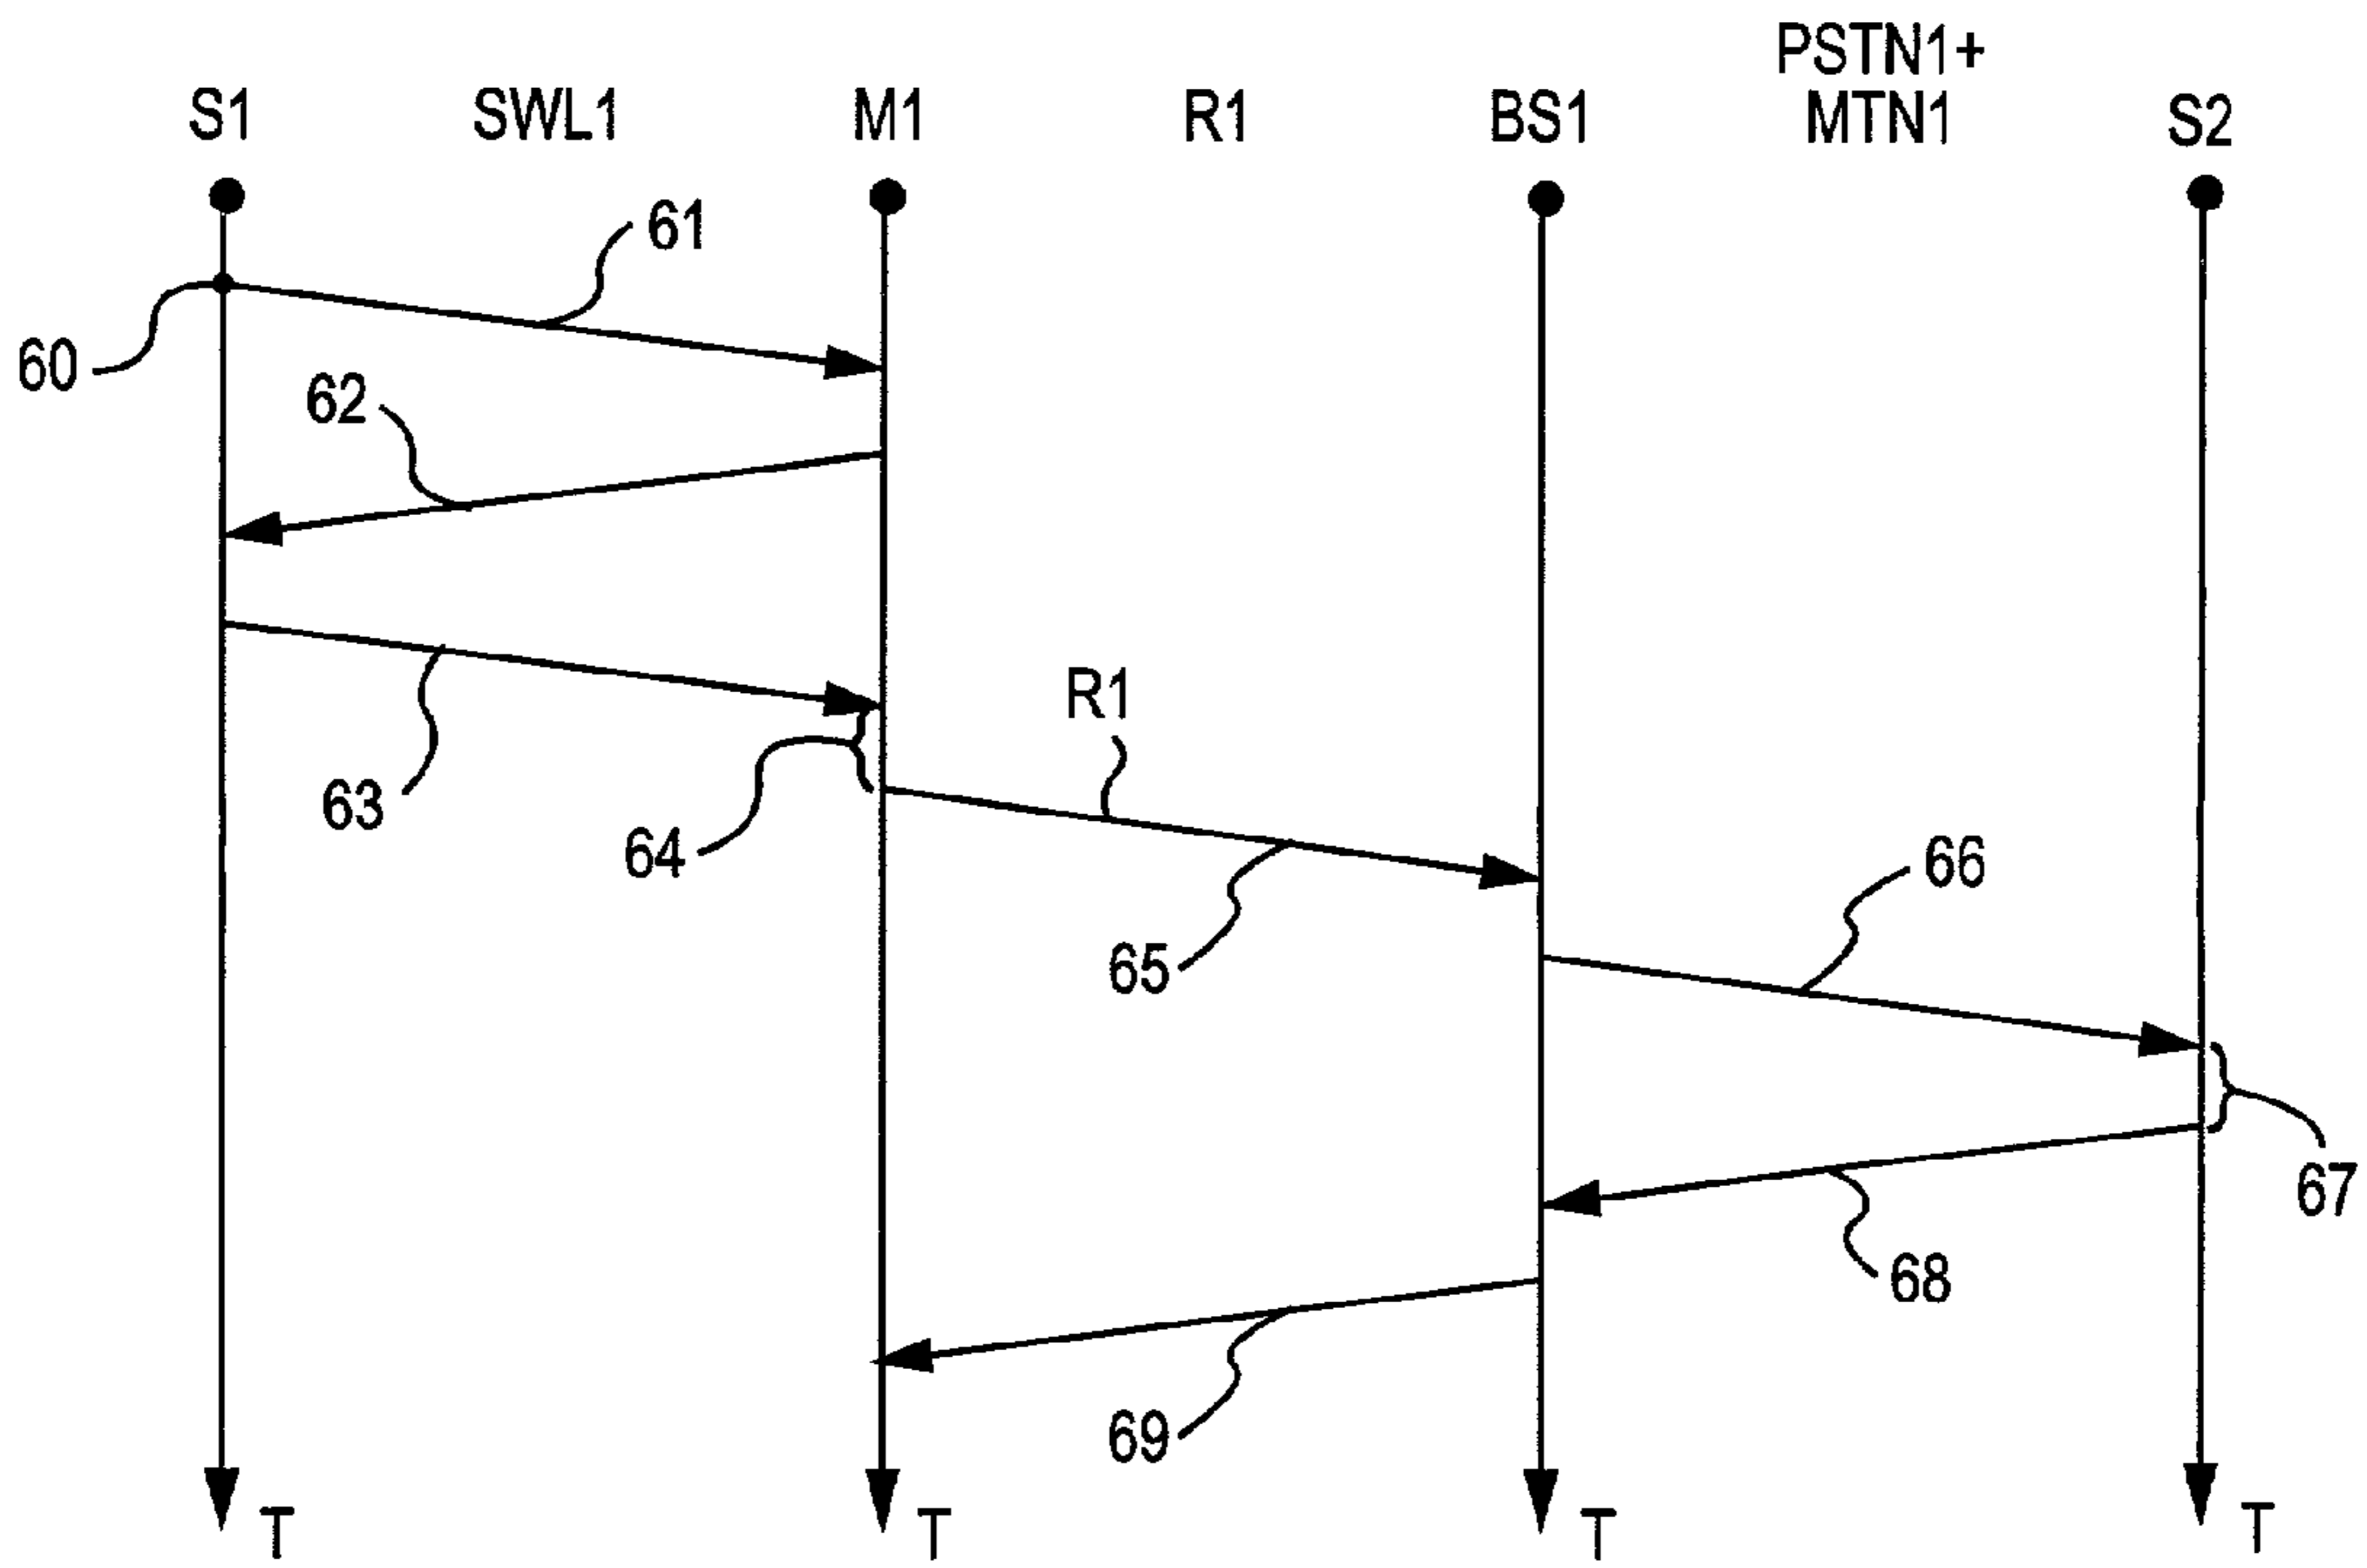 PSTN1+
S1 SWL1 M1 R1 BS1 MTN1 S2
61
60
62
R1
63
64
66
65
67
68
69
T T T T